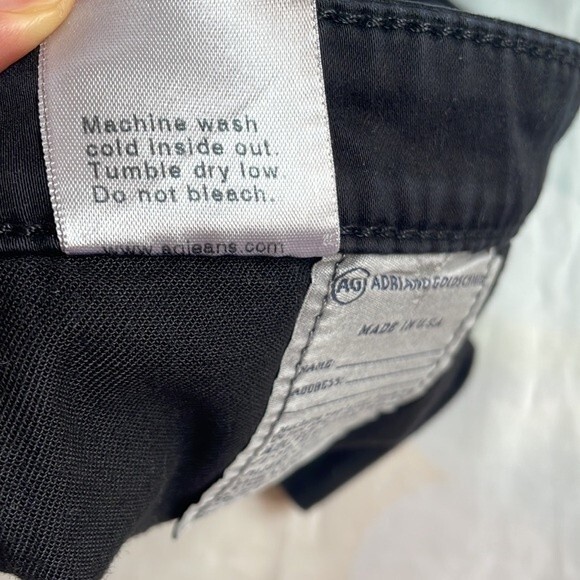 Machine wash
cold inside out.
Tumble dry low.
Do not bleach.
www.agjeans.com
AG ADRIANO GOLDSCHMIED
MADE IN U.S.A
NAME:
ADDRESS: